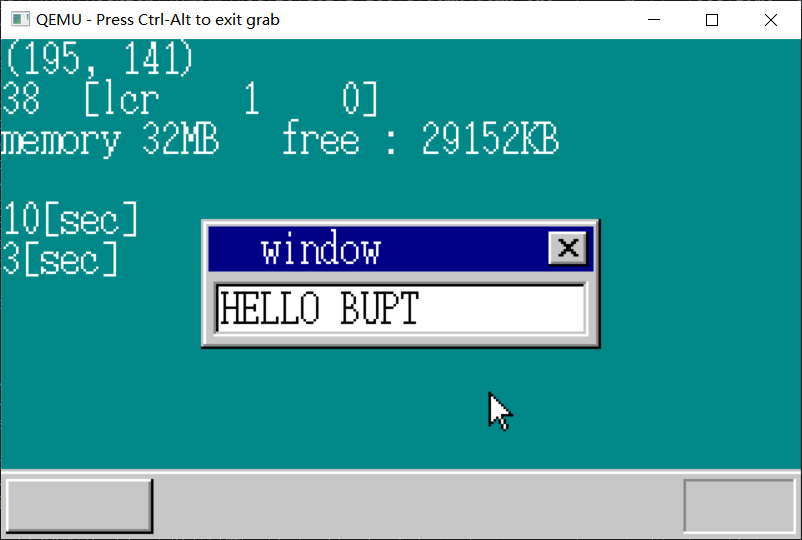 QEMU - Press Ctrl-Alt to exit grab
(195, 141)
38 [lcr 1 0]
memory 32MB free : 29152KB
10[sec]
3[sec]
window
HELLO BUPT